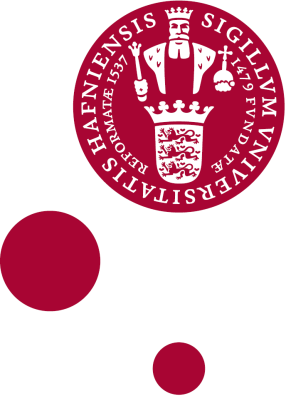 SIGILLVM VNIVERSITATIS HAFNIENSIS
1479 FVNDATÆ
REFORMATÆ 1537